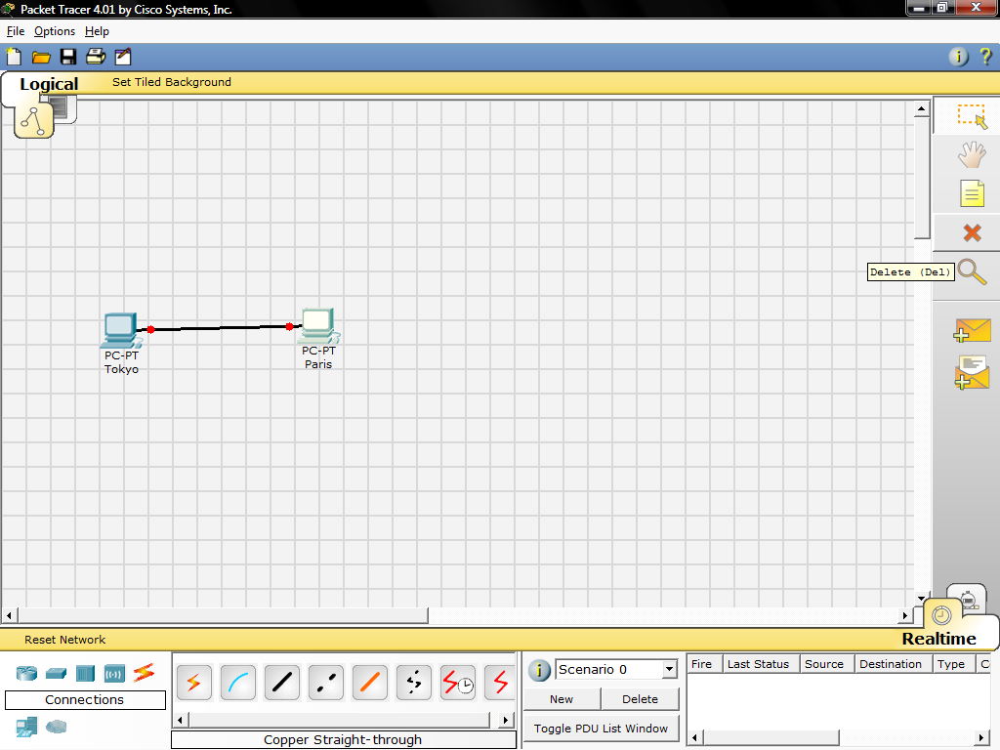 Packet Tracer 4.01 by Cisco Systems, Inc.
File Options Help
Logical
Set Tiled Background
Delete (Del)
PC-PT
Tokyo
PC-PT
Paris
Realtime
Reset Network
Connections
Copper Straight-through
Scenario 0
New
Delete
Toggle PDU List Window
Fire Last Status Source Destination Type C